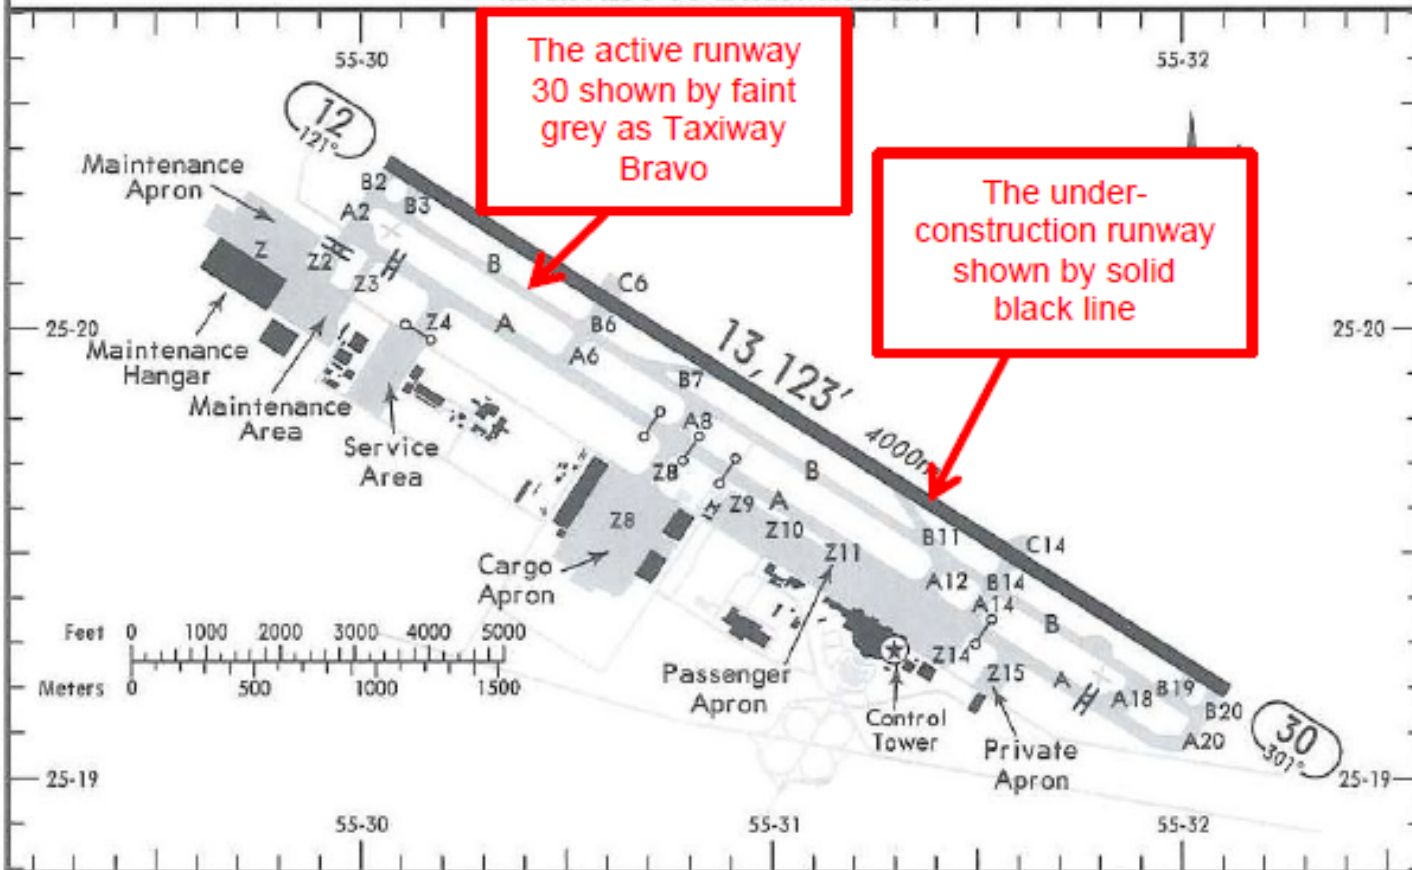 The active runway
30 shown by faint
grey as Taxiway
Bravo
The under-
construction runway
shown by solid
black line
55-30
55-32
12
121°
Maintenance
Apron
B2
A2
B3
Z
Z2
Z3
B
C6
25-20
Z4
A
B6
A6
13,123'
25-20
Maintenance
Hangar
B7
Maintenance
Area
Service
Area
A8
4000m
Z8
B
Z9
A
Z10
Z8
Z11
B11
C14
Cargo
Apron
A12
B14
A14
B
Feet 0 1000 2000 3000 4000 5000
Meters 0 500 1000 1500
Z14
Z15
A
A18
B19
B20
A20
Passenger
Apron
Control
Tower
Private
Apron
30
301°
25-19
25-19
55-30
55-31
55-32